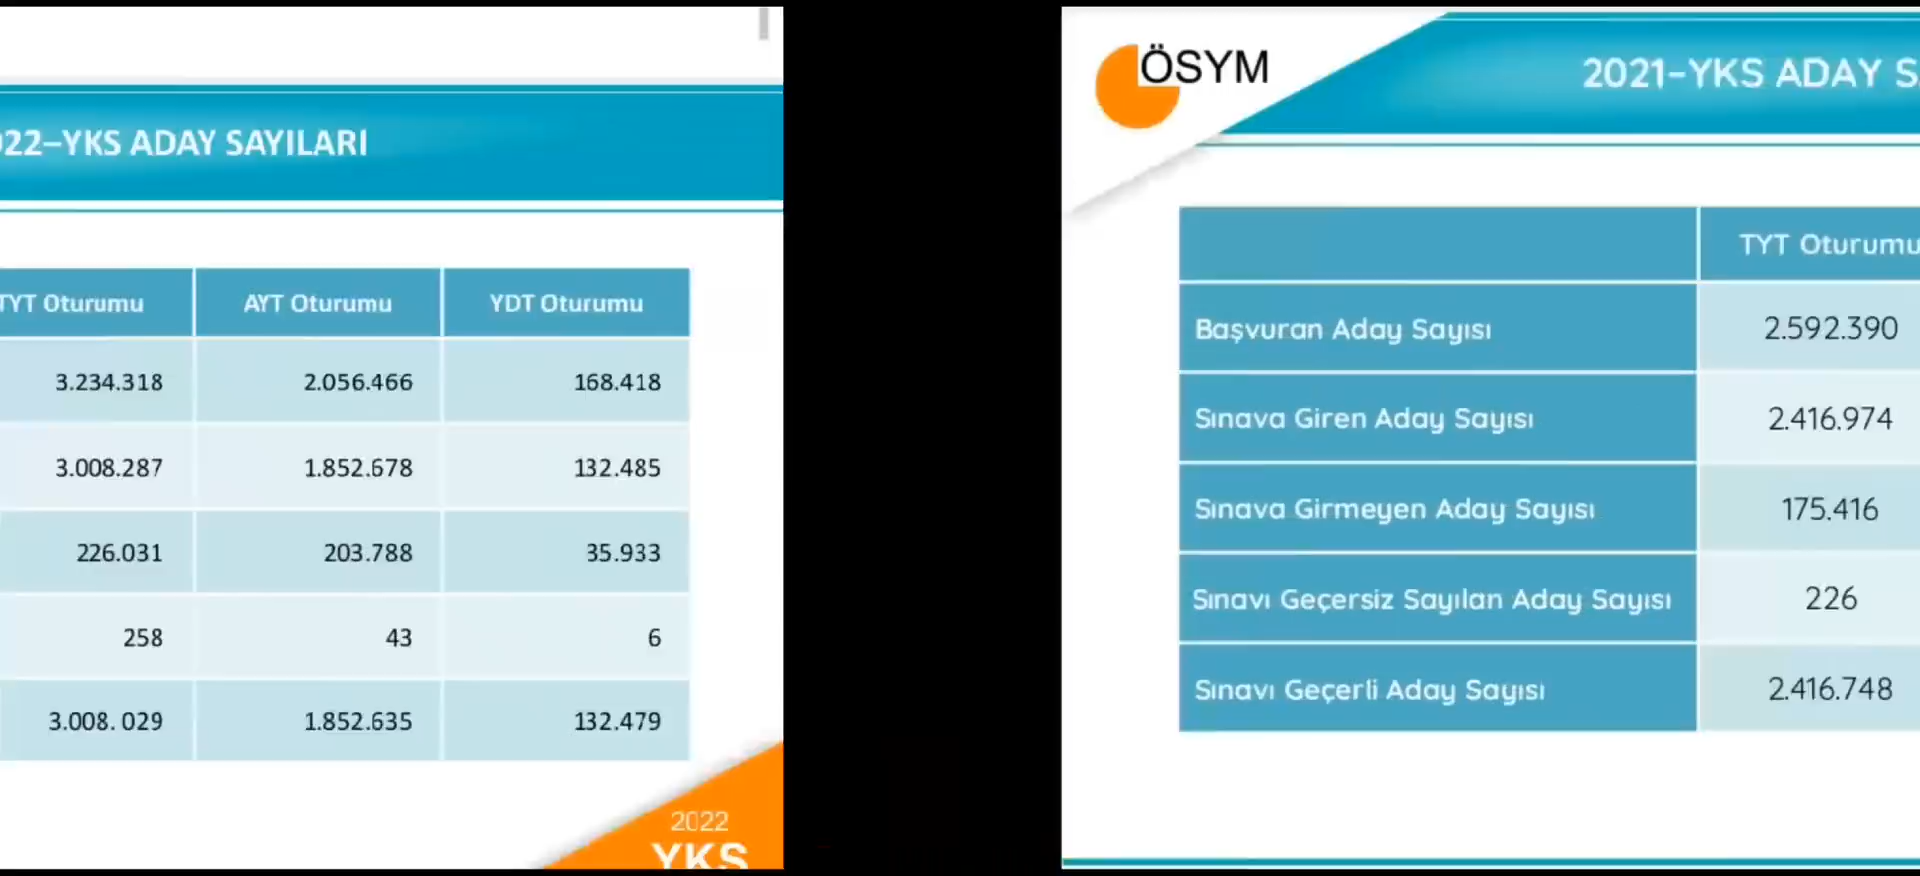 22–YKS ADAY SAYILARI
TYT Oturumu AYT Oturumu YDT Oturumu
3.234.318 2.056.466 168.418
3.008.287 1.852.678 132.485
226.031 203.788 35.933
258 43 6
3.008. 029 1.852.635 132.479
2022
YKS
ÖSYM
2021-YKS ADAY S
TYT Oturumu
Başvuran Aday Sayısı 2.592.390
Sınava Giren Aday Sayısı 2.416.974
Sınava Girmeyen Aday Sayısı 175.416
Sınavı Geçersiz Sayılan Aday Sayısı 226
Sınavı Geçerli Aday Sayısı 2.416.748